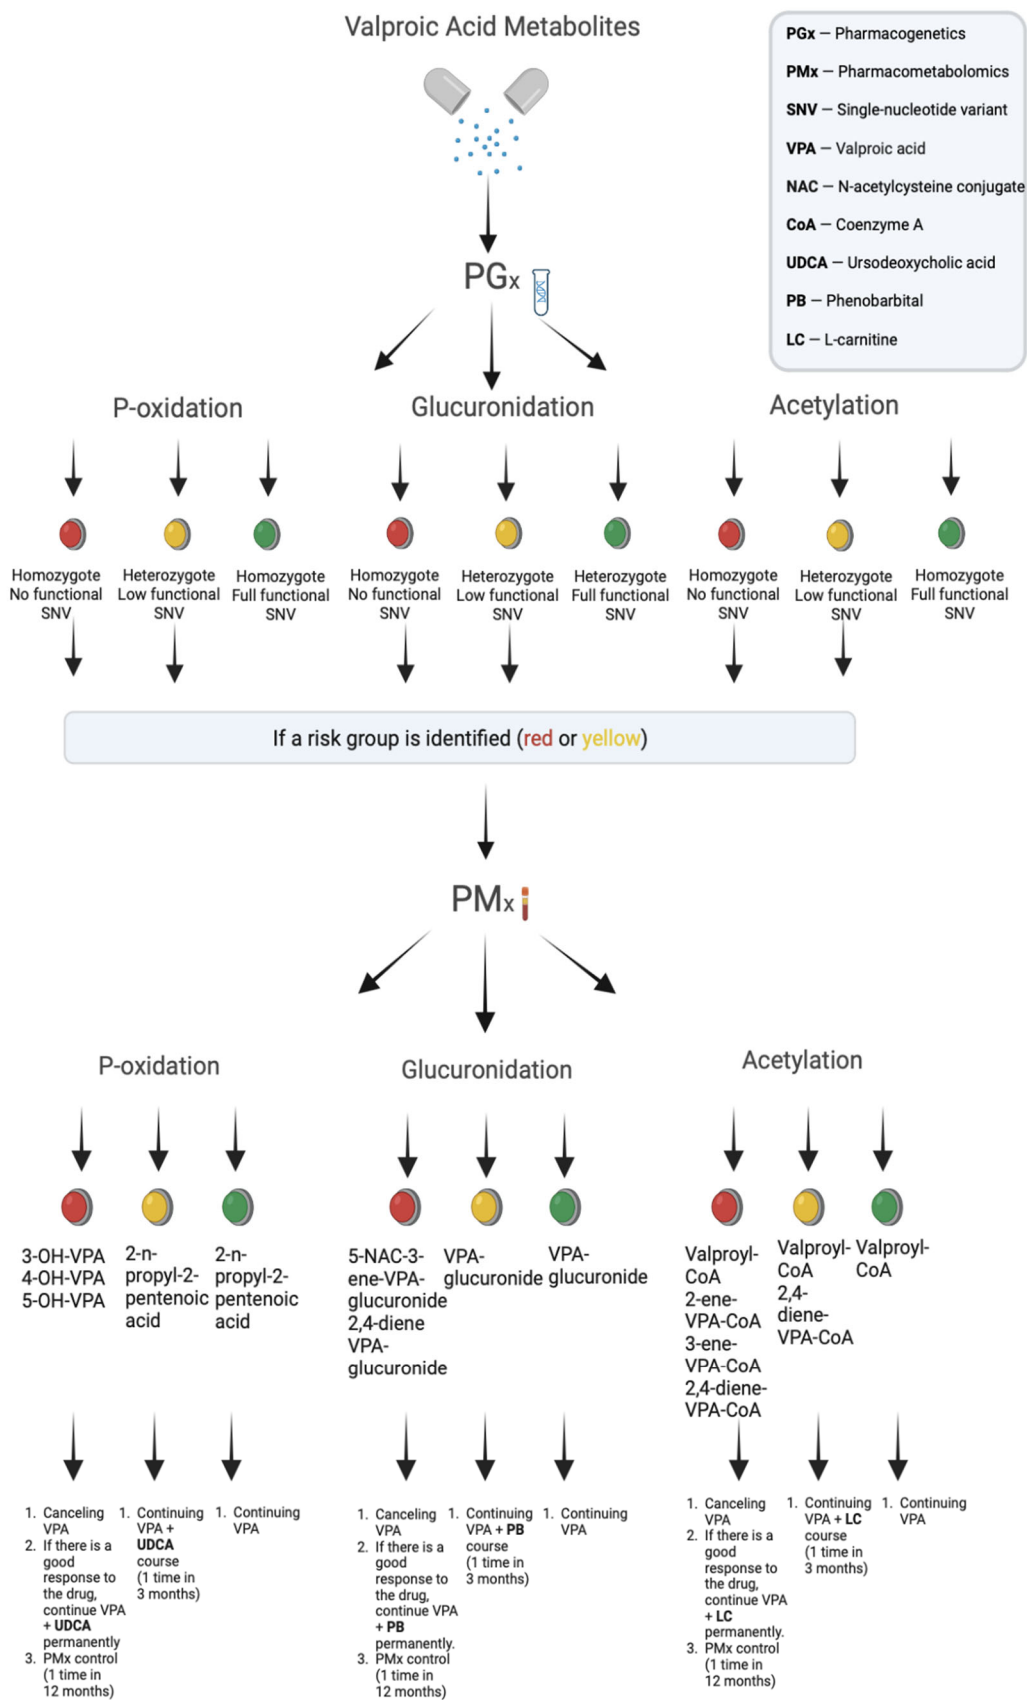 Valproic Acid Metabolites
PGx – Pharmacogenetics
PMx – Pharmacometabolomics
SNV – Single-nucleotide variant
VPA – Valproic acid
NAC – N-acetylcysteine conjugate
CoA – Coenzyme A
UDCA – Ursodeoxycholic acid
PB – Phenobarbital
LC – L-carnitine
PGx
P-oxidation
Glucuronidation
Acetylation
Homozygote
No functional
SNV
Heterozygote
Low functional
SNV
Homozygote
Full functional
SNV
Homozygote
No functional
SNV
Heterozygote
Low functional
SNV
Heterozygote
Full functional
SNV
Homozygote
No functional
SNV
Heterozygote
Low functional
SNV
Homozygote
Full functional
SNV
If a risk group is identified (red or yellow)
PMx
P-oxidation
Glucuronidation
Acetylation
3-OH-VPA
4-OH-VPA
5-OH-VPA
2-n-
propyl-2-
pentenoic
acid
2-n-
propyl-2-
pentenoic
acid
5-NAC-3-
ene-VPA-
glucuronide
2,4-diene
VPA-
glucuronide
VPA-
glucuronide
VPA-
glucuronide
Valproyl-
CoA
2-ene-
VPA-CoA
3-ene-
VPA-CoA
2,4-diene-
VPA-CoA
Valproyl-
CoA
2,4-
diene-
VPA-CoA
Valproyl-
CoA
1. Canceling
VPA
2. If there is a
good
response to
the drug,
continue VPA
+ UDCA
permanently
3. PMx control
(1 time in
12 months)
1. Continuing
VPA +
UDCA
course
(1 time in
3 months)
1. Continuing
VPA
1. Canceling
VPA
2. If there is a
good
response to
the drug,
continue VPA
+ PB
permanently.
3. PMx control
(1 time in
12 months)
1. Continuing
VPA + PB
course
(1 time in
3 months)
1. Continuing
VPA
1. Canceling
VPA
2. If there is a
good
response to
the drug,
continue VPA
+ LC
permanently.
3. PMx control
(1 time in
12 months)
1. Continuing
VPA + LC
course
(1 time in
3 months)
1. Continuing
VPA